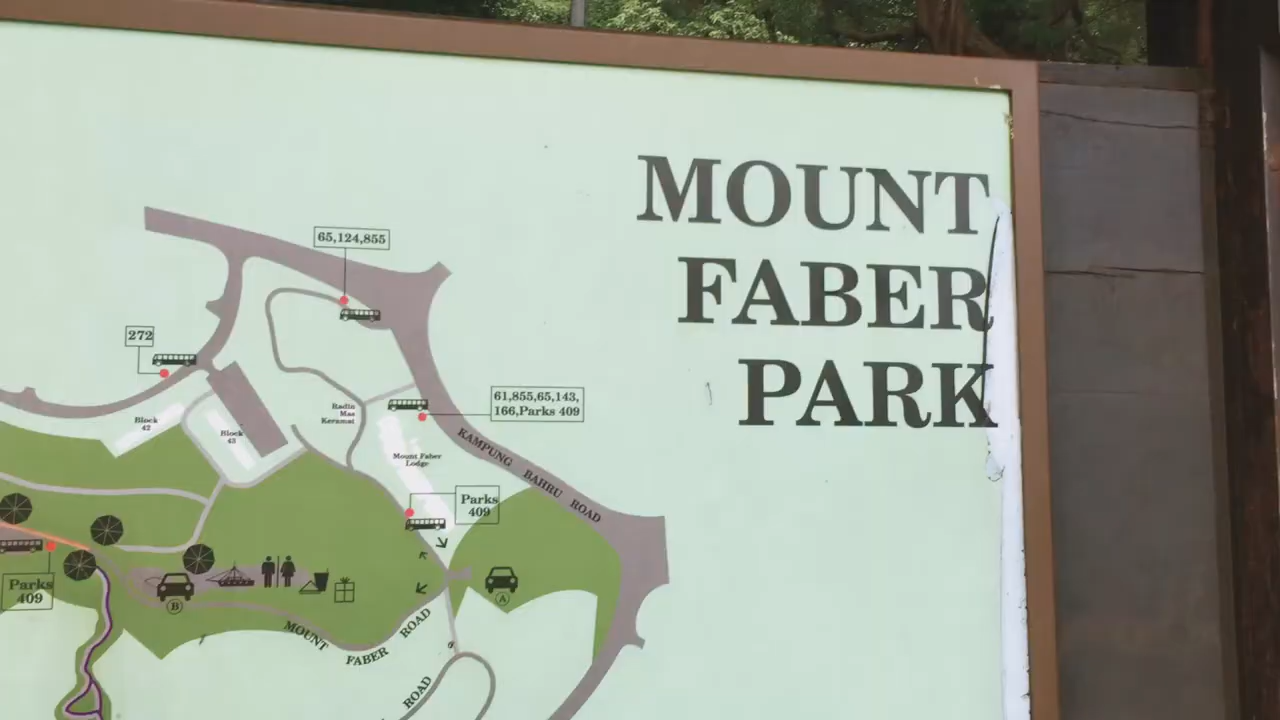 MOUNT
FABER
PARK
65,124,855
272
61,855,65,143,
166,Parks 409
Radin
Mas
Keramat
Block
42
Block
43
Mount Faber
Lodge
KAMPUNG BAHRU ROAD
Parks
409
Parks
409
A
B
MOUNT FABER ROAD
ROAD